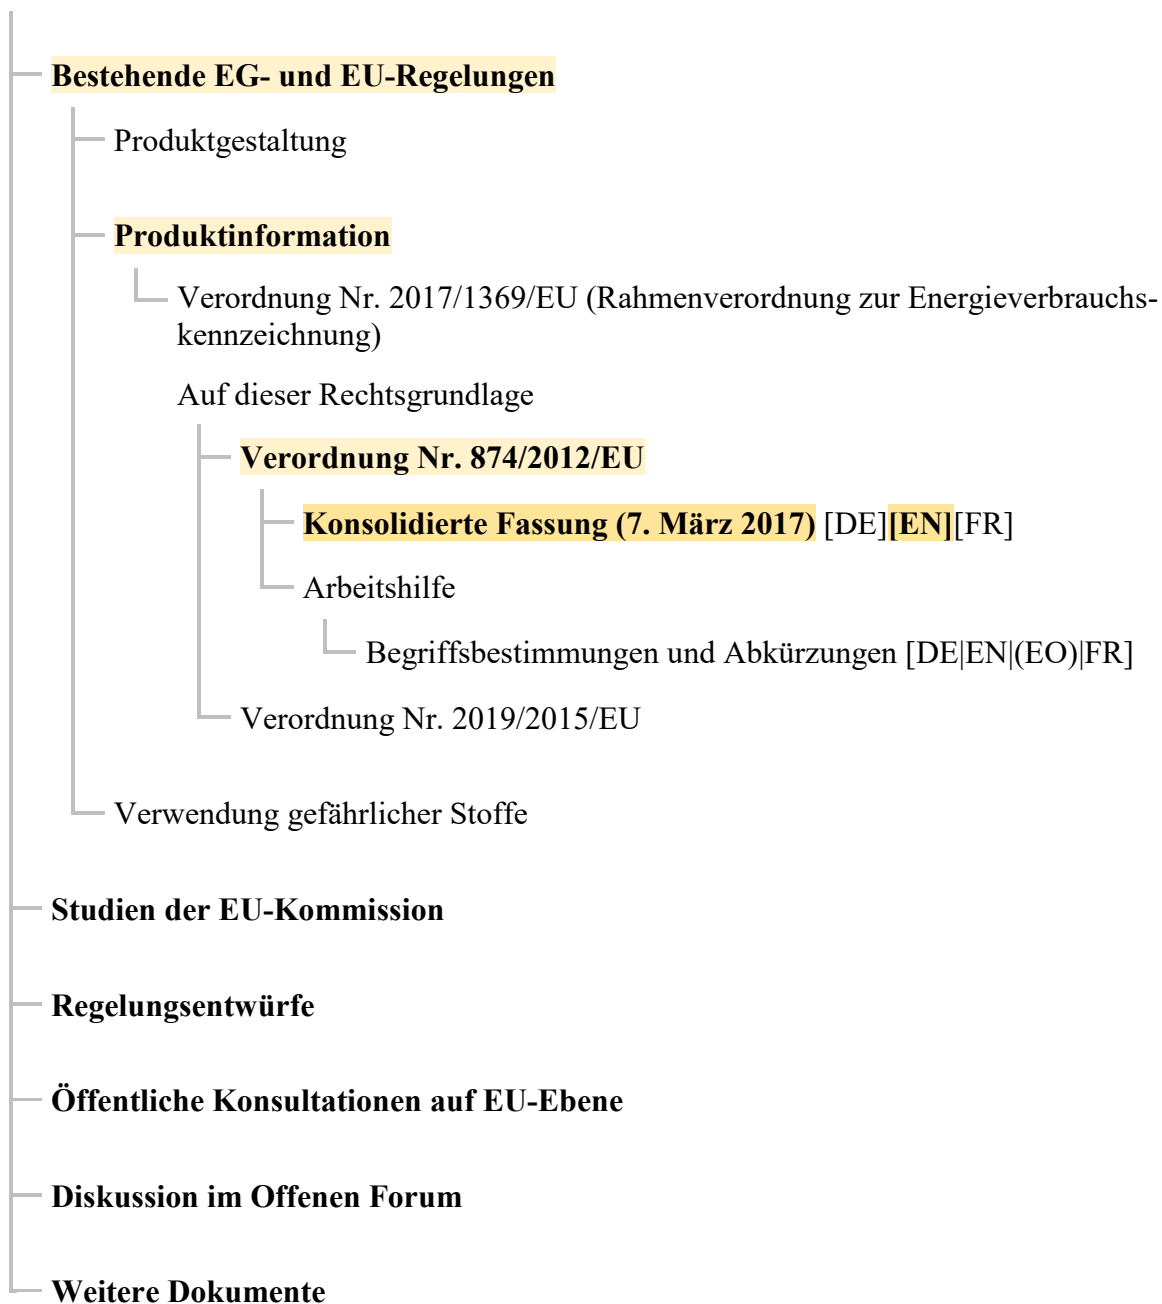 Bestehende EG- und EU-Regelungen
Produktgestaltung
Produktinformation
Verordnung Nr. 2017/1369/EU (Rahmenverordnung zur Energieverbrauchs-
kennzeichnung)
Auf dieser Rechtsgrundlage
Verordnung Nr. 874/2012/EU
Konsolidierte Fassung (7. März 2017) [DE][EN][FR]
Arbeitshilfe
Begriffsbestimmungen und Abkürzungen [DE|EN|(EO)|FR]
Verordnung Nr. 2019/2015/EU
Verwendung gefährlicher Stoffe
Studien der EU-Kommission
Regelungsentwürfe
Öffentliche Konsultationen auf EU-Ebene
Diskussion im Offenen Forum
Weitere Dokumente